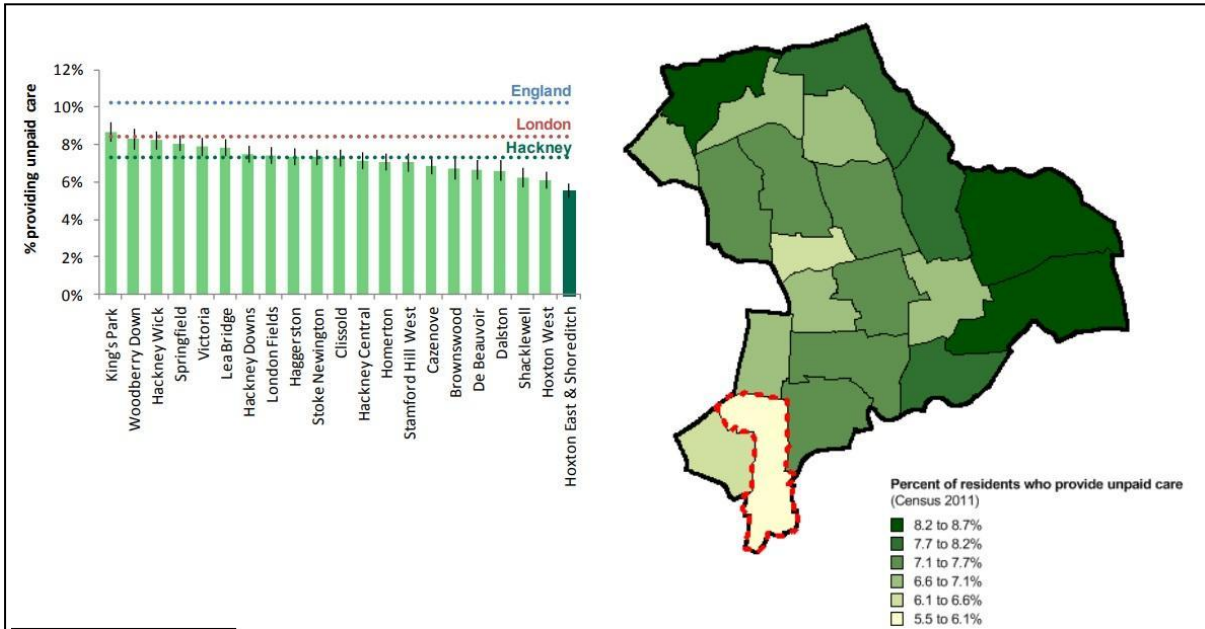 % providing unpaid care
12%
10%
8%
6%
4%
2%
0%
England
London
Hackney
King's Park
Woodberry Down
Hackney Wick
Springfield
Victoria
Lea Bridge
Hackney Downs
London Fields
Haggerston
Stoke Newington
Clissold
Hackney Central
Homerton
Stamford Hill West
Cazenove
Brownswood
De Beauvoir
Dalston
Shacklewell
Hoxton West
Hoxton East & Shoreditch
Percent of residents who provide unpaid care
(Census 2011)
8.2 to 8.7%
7.7 to 8.2%
7.1 to 7.7%
6.6 to 7.1%
6.1 to 6.6%
5.5 to 6.1%